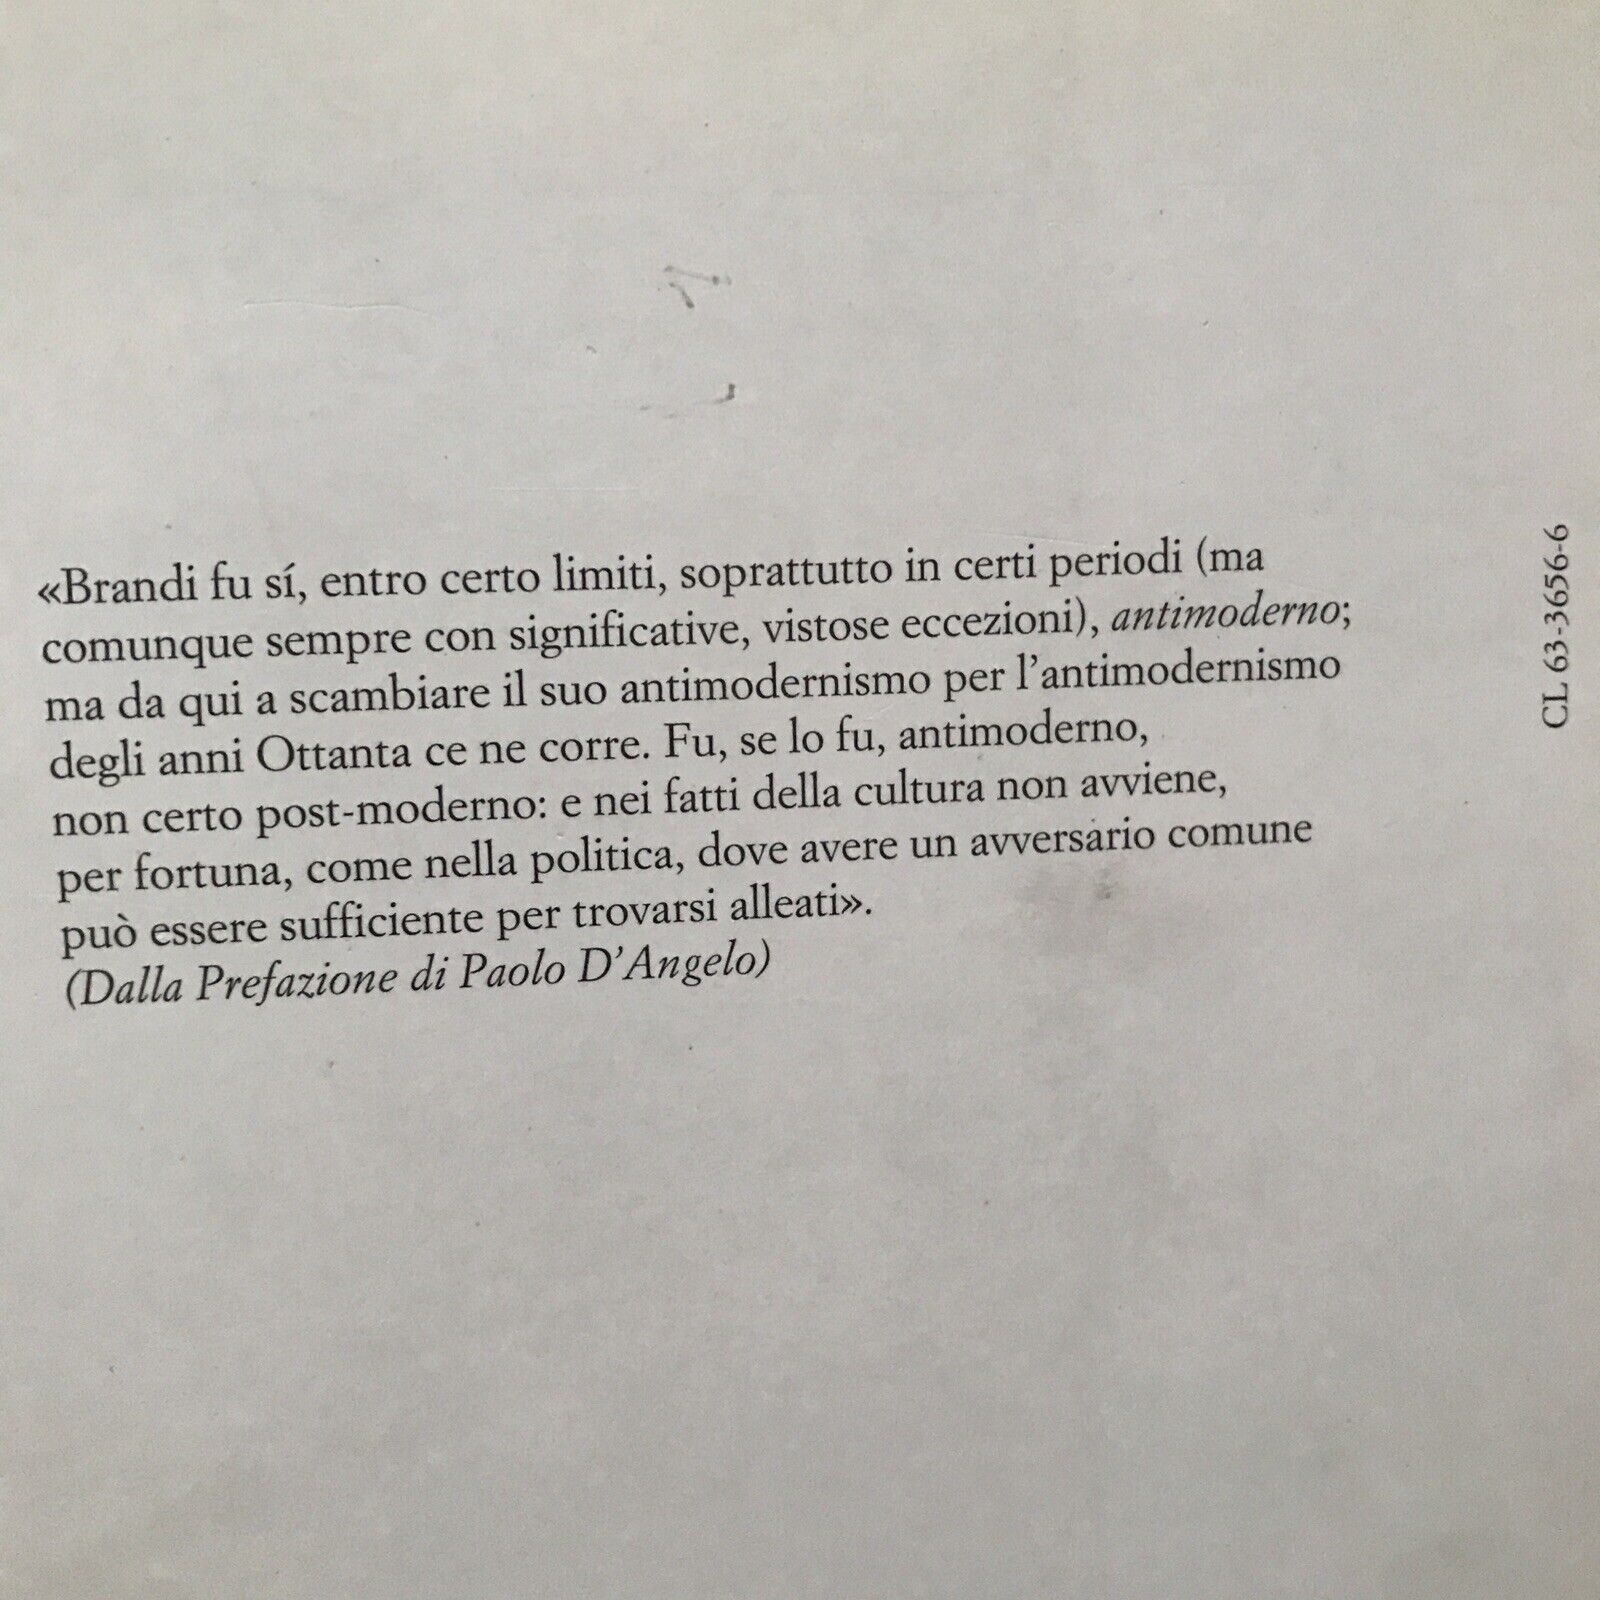 «Brandi fu sí, entro certo limiti, soprattutto in certi periodi (ma
comunque sempre con significative, vistose eccezioni), antimoderno;
ma da qui a scambiare il suo antimodernismo per l'antimodernismo
degli anni Ottanta ce ne corre. Fu, se lo fu, antimoderno,
non certo post-moderno: e nei fatti della cultura non avviene,
per fortuna, come nella politica, dove avere un avversario comune
può essere sufficiente per trovarsi alleati».
(Dalla Prefazione di Paolo D'Angelo)
CL 63-3656-6